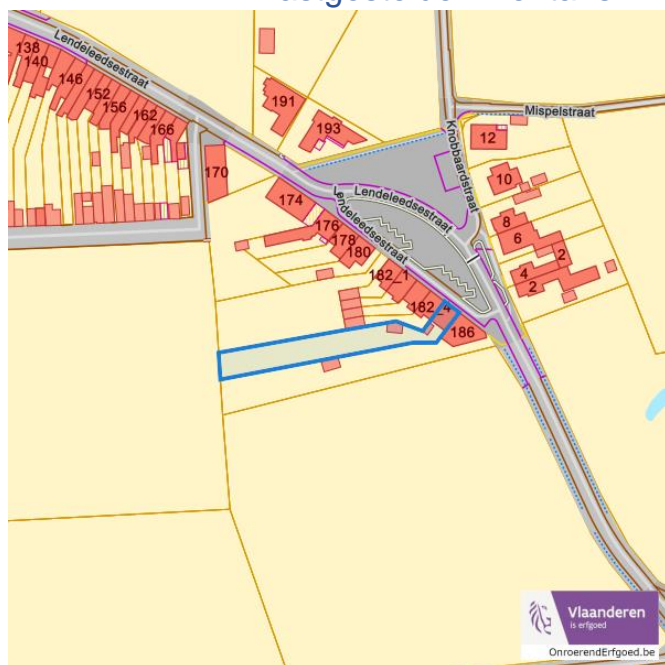 138
140
146
152
156
162
166
Lendeleedsestraat
191
193
170
174
176
178
180
182_1
Lendeleedsestraat
Lendeleedsestraat
186
Knobbaardstraat
Mispelstraat
12
10
8
6
2
4
2
Vlaanderen
is erfgoed
OnroerendErfgoed.be